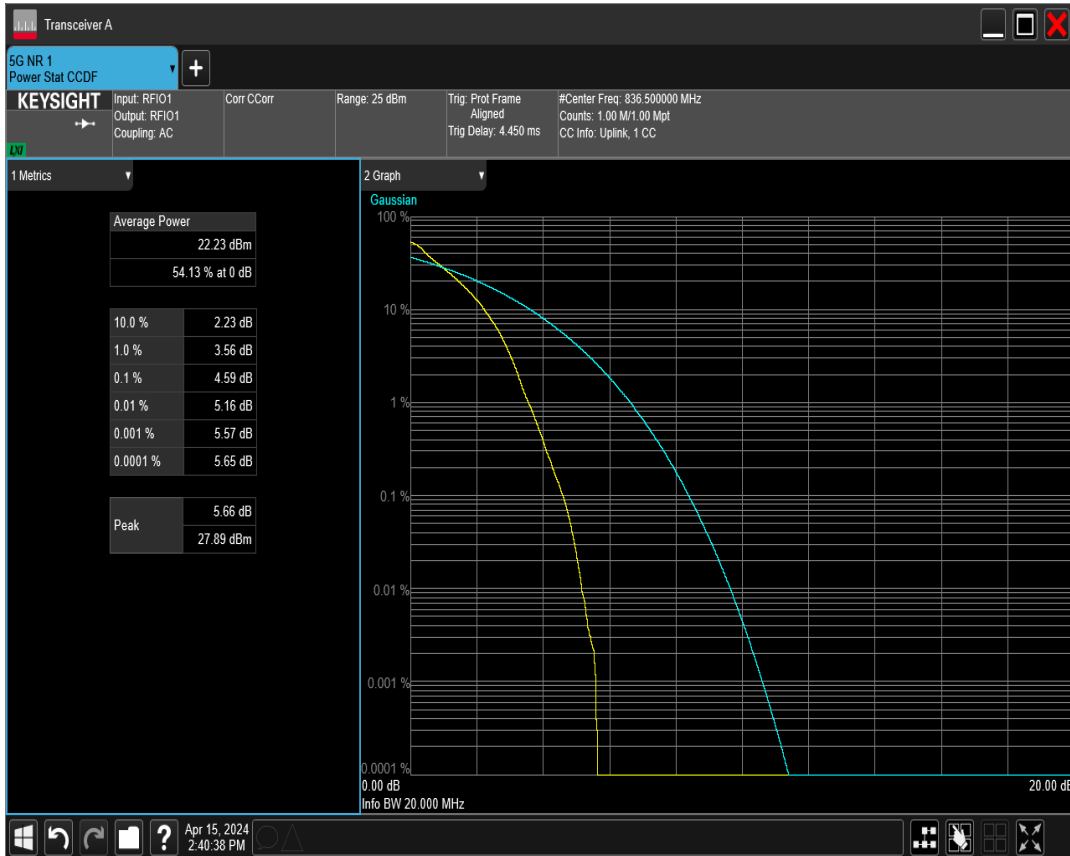 Transceiver A
5G NR 1
Power Stat CCDF
KEYSIGHT
LXI
Input: RFIO1
Output: RFIO1
Coupling: AC
Corr CCorr
Range: 25 dBm
Trig: Prot Frame
Aligned
Trig Delay: 4.450 ms
#Center Freq: 836.500000 MHz
Counts: 1.00 M/1.00 Mpt
CC Info: Uplink, 1 CC
1 Metrics
Average Power
22.23 dBm
54.13 % at 0 dB
10.0 % 2.23 dB
1.0 % 3.56 dB
0.1 % 4.59 dB
0.01 % 5.16 dB
0.001 % 5.57 dB
0.0001 % 5.65 dB
Peak 5.66 dB
27.89 dBm
2 Graph
Gaussian
100 %
10 %
1 %
0.1 %
0.01 %
0.001 %
0.0001 %
0.00 dB 20.00 dB
Info BW 20.000 MHz
? Apr 15, 2024
2:40:38 PM